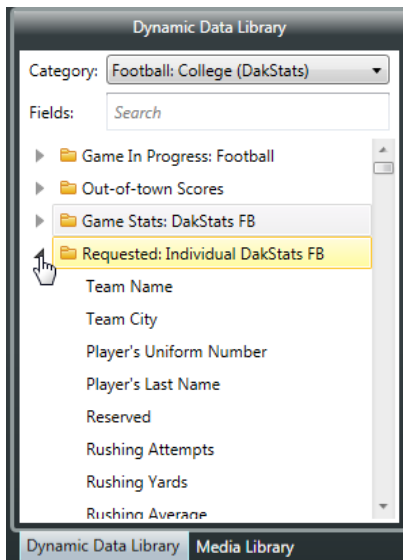 Dynamic Data Library
Category: Football: College (DakStats)
Fields: Search
Game In Progress: Football
Out-of-town Scores
Game Stats: DakStats FB
Requested: Individual DakStats FB
Team Name
Team City
Player's Uniform Number
Player's Last Name
Reserved
Rushing Attempts
Rushing Yards
Rushing Average
Dynamic Data Library Media Library